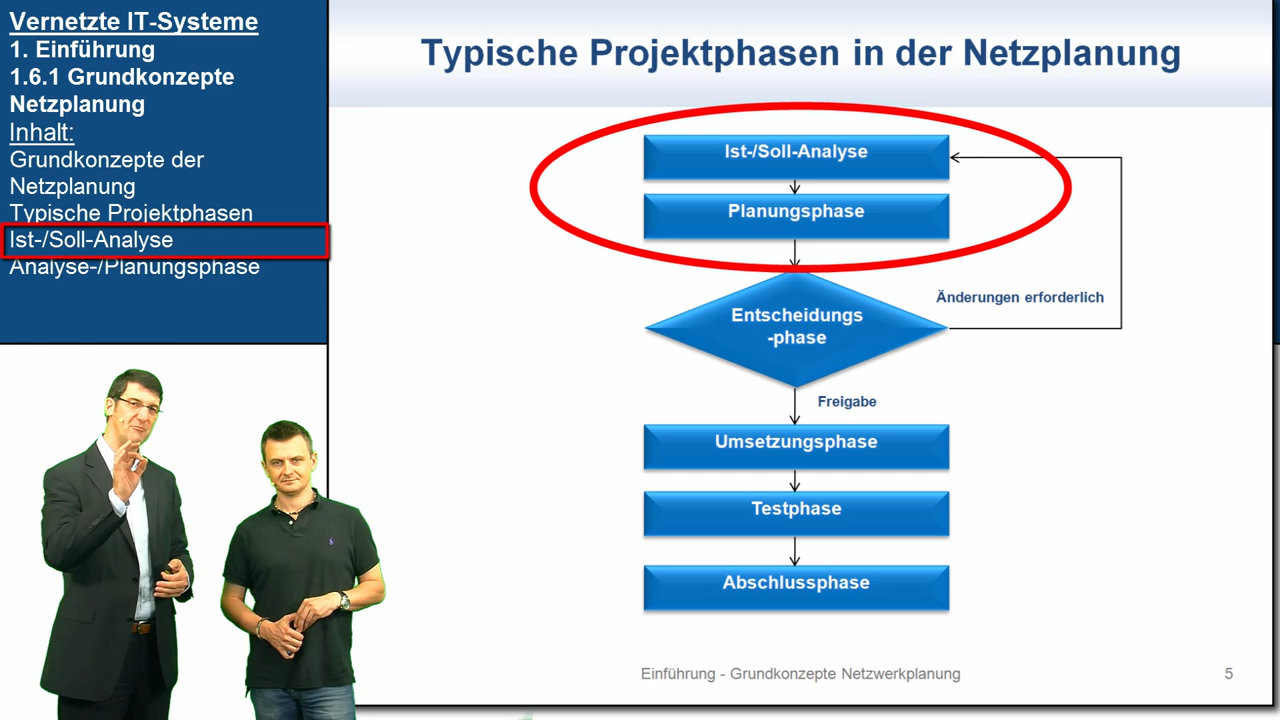 Vernetzte IT-Systeme
1. Einführung
1.6.1 Grundkonzepte
Netzplanung
Inhalt:
Grundkonzepte der
Netzplanung
Typische Projektphasen
Ist-/Soll-Analyse
Analyse-/Planungsphase
Typische Projektphasen in der Netzplanung
Ist-/Soll-Analyse
Planungsphase
Entscheidungs
-phase
Änderungen erforderlich
Freigabe
Umsetzungsphase
Testphase
Abschlussphase
Einführung - Grundkonzepte Netzwerkplanung
5